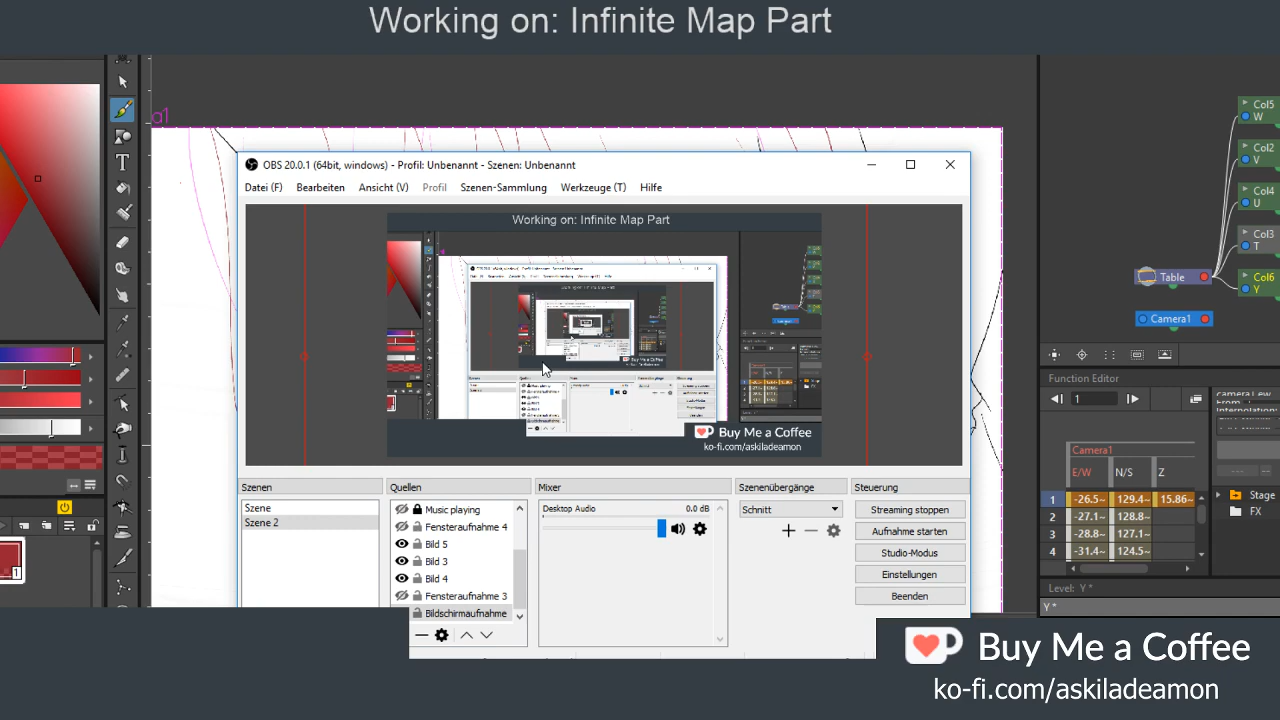 Working on: Infinite Map Part
a1
OBS 20.0.1 (64bit, windows) - Profil: Unbenannt - Szenen: Unbenannt
Datei (F) Bearbeiten Ansicht (V) Profil Szenen-Sammlung Werkzeuge (T) Hilfe
Working on: Infinite Map Part
Buy Me a Coffee
ko-fi.com/askiladeamon
Szenen Quellen Mixer Szenenübergänge Steuerung
Szene
Szene 2
Music playing
Fensteraufnahme 4
Bild 5
Bild 3
Bild 4
Fensteraufnahme 3
Bildschirmaufnahme
Desktop Audio 0.0 dB
Schnitt
Streaming stoppen
Aufnahme starten
Studio-Modus
Einstellungen
Beenden
Col5
W
Col2
V
Col4
U
Col3
T
Col6
Y
Table
Camera1
Function Editor
1
Camera1
E/W N/S Z
1 -26.5~ 129.4~ 15.86~
2 -27.1~ 128.8~
3 -28.8~ 127.1~
4 -31.4~ 124.5~
Stage
FX
Level: Y *
Y *
1
Buy Me a Coffee
ko-fi.com/askiladeamon